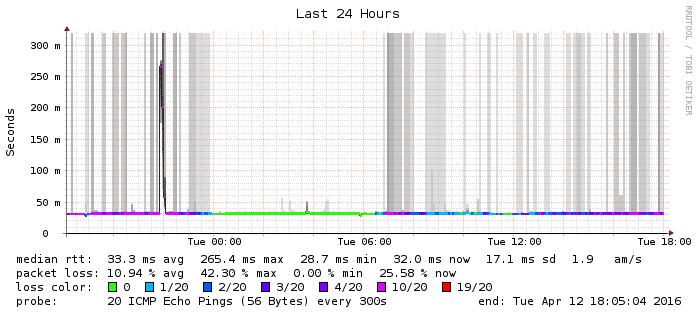 Last 24 Hours
RRDTOOL / TOBI OETIKER
Seconds
300 m
250 m
200 m
150 m
100 m
50 m
0
Tue 00:00 Tue 06:00 Tue 12:00 Tue 18:00
median rtt: 33.3 ms avg 265.4 ms max 28.7 ms min 32.0 ms now 17.1 ms sd 1.9 am/s
packet loss: 10.94 % avg 42.30 % max 0.00 % min 25.58 % now
loss color: 0 1/20 2/20 3/20 4/20 10/20 19/20
probe: 20 ICMP Echo Pings (56 Bytes) every 300s end: Tue Apr 12 18:05:04 2016